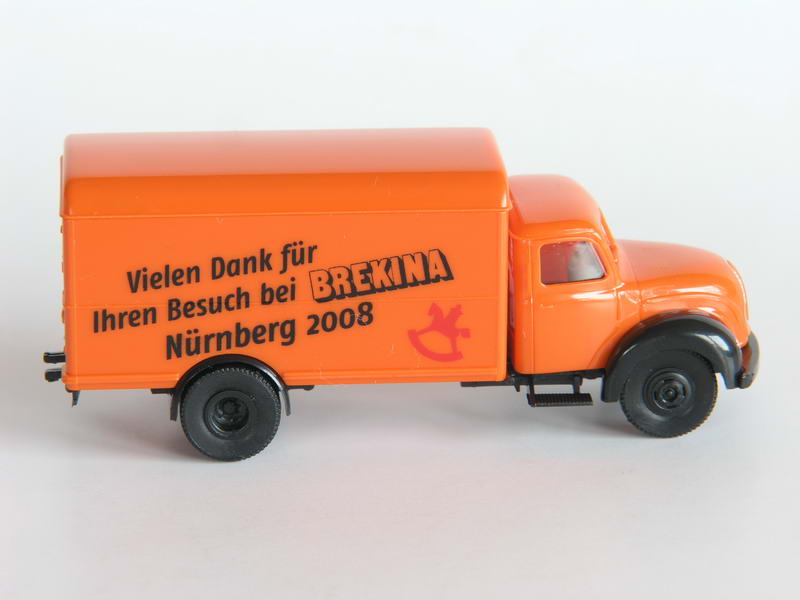 Vielen Dank für
Ihren Besuch bei BREKINA
Nürnberg 2008